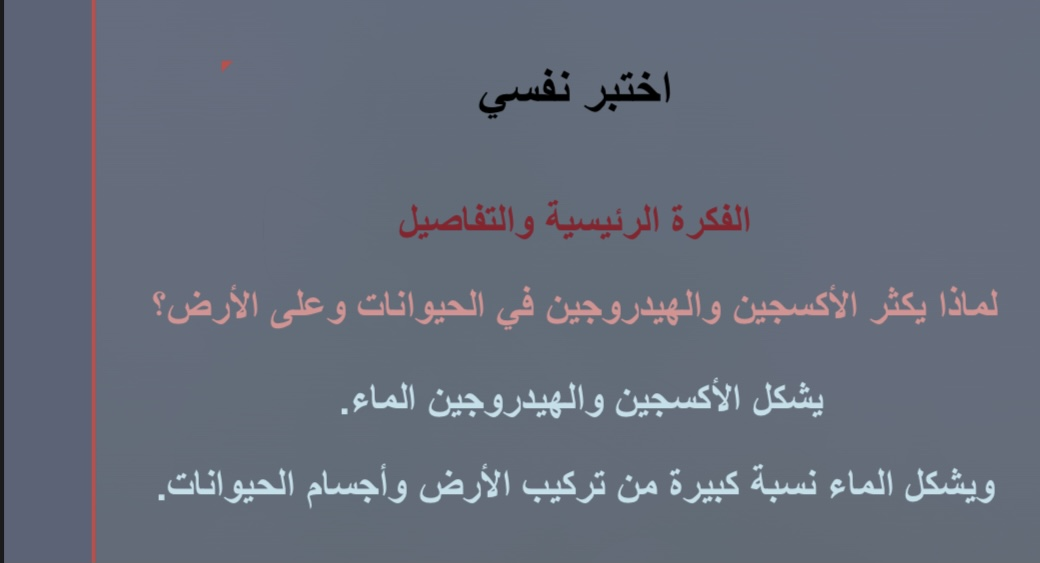 اختبر نفسي
الفكرة الرئيسية والتفاصيل
لماذا يكثر الأكسجين والهيدروجين في الحيوانات وعلى الأرض؟
يشكل الأكسجين والهيدروجين الماء.
ويشكل الماء نسبة كبيرة من تركيب الأرض وأجسام الحيوانات.